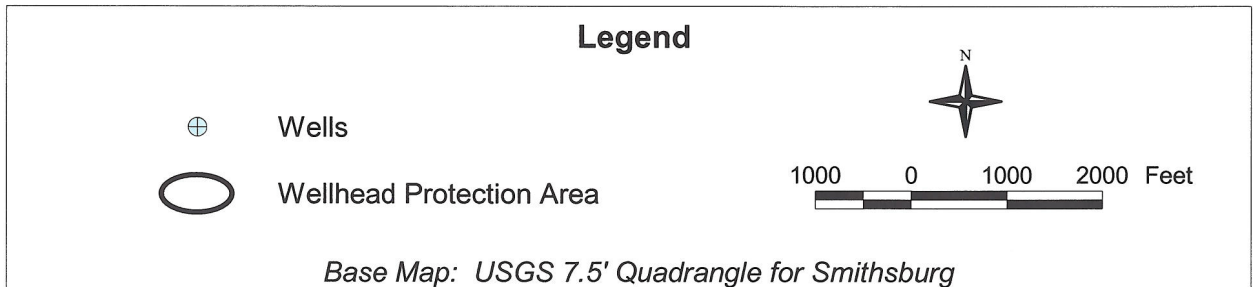 Legend
N
Wells
1000 0 1000 2000 Feet
Wellhead Protection Area
Base Map: USGS 7.5' Quadrangle for Smithsburg